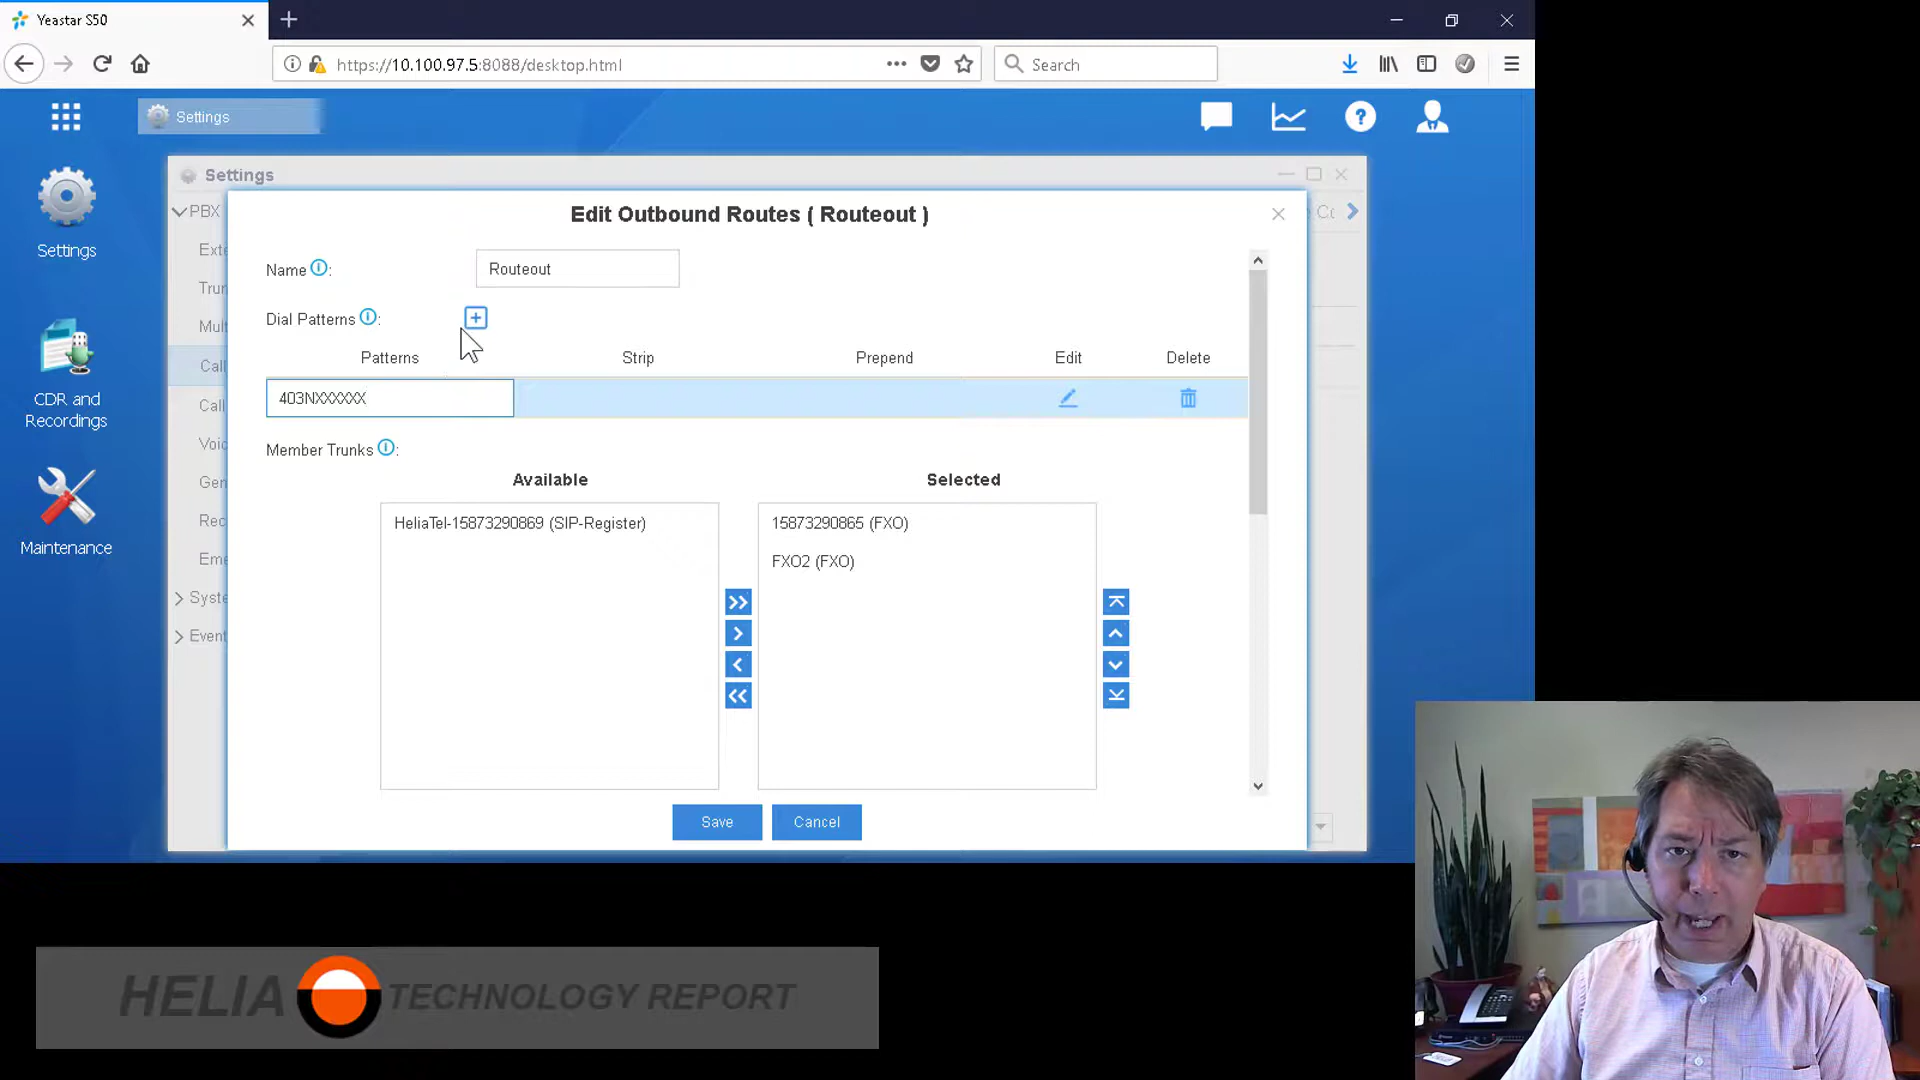 Yeastar S50
https://10.100.97.5:8088/desktop.html
Search
Settings
Settings
Settings
PBX
Edit Outbound Routes ( Routeout )
Name :
Routeout
Dial Patterns :
Patterns Strip Prepend Edit Delete
403NXXXXXX
Member Trunks :
Available Selected
HeliaTel-15873290869 (SIP-Register)
15873290865 (FXO)
FXO2 (FXO)
Save Cancel
CDR and
Recordings
Maintenance
Exte
Trun
Mult
Call
Call
Voic
Gen
Rec
Eme
Syste
Event
HELIA TECHNOLOGY REPORT